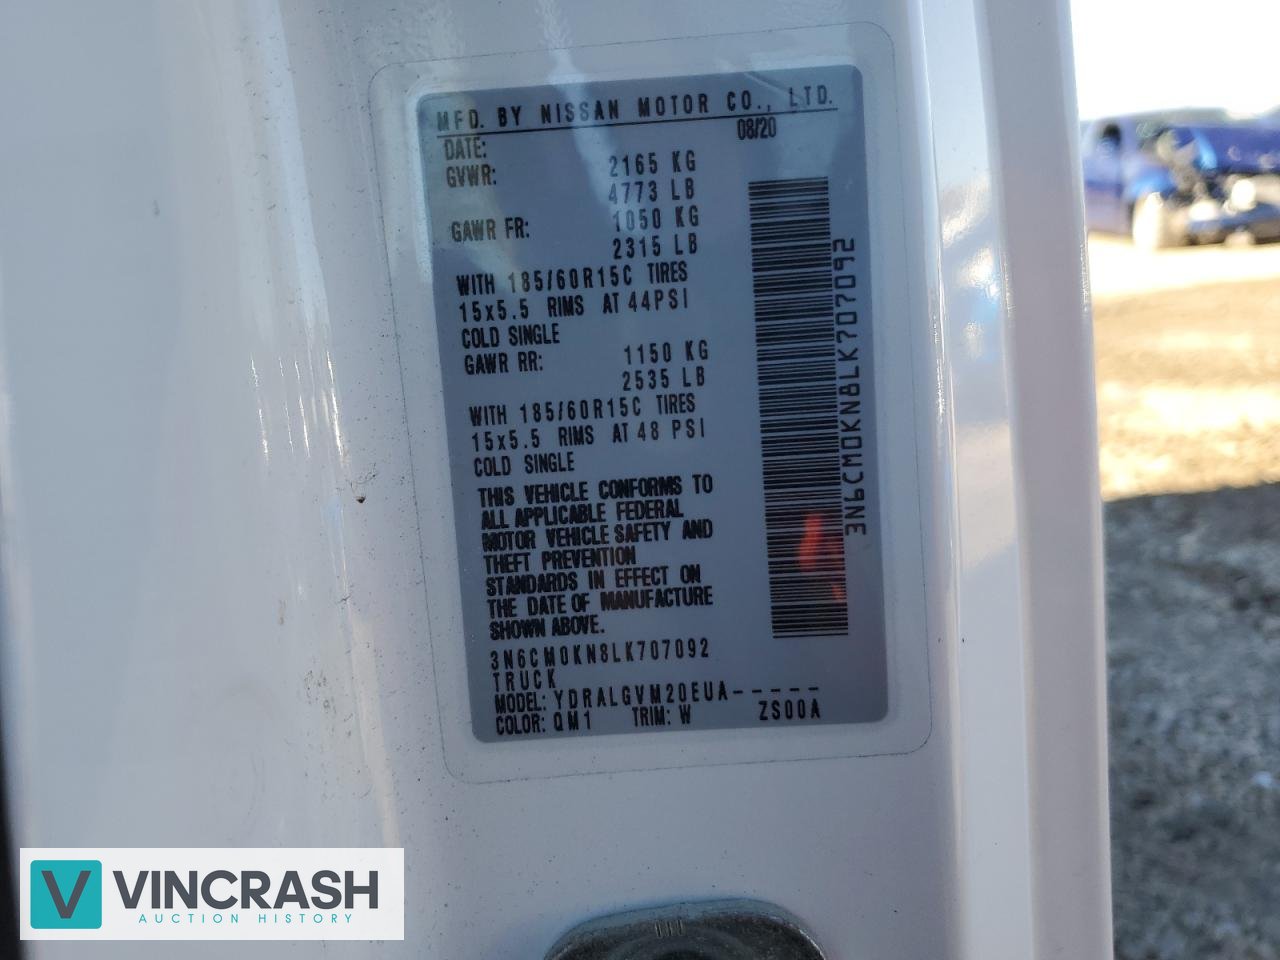 MFD. BY NISSAN MOTOR CO., LTD.
DATE: 08/20
GVWR: 2165 KG
4773 LB
GAWR FR: 1050 KG
2315 LB
WITH 185/60R15C TIRES
15x5.5 RIMS AT 44PSI
COLD SINGLE
GAWR RR: 1150 KG
2535 LB
WITH 185/60R15C TIRES
15x5.5 RIMS AT 48 PSI
COLD SINGLE
THIS VEHICLE CONFORMS TO
ALL APPLICABLE FEDERAL
MOTOR VEHICLE SAFETY AND
THEFT PREVENTION
STANDARDS IN EFFECT ON
THE DATE OF MANUFACTURE
SHOWN ABOVE.
3N6CM0KN8LK707092
TRUCK
MODEL: YDRALGVM20EUA-----
COLOR: QM1 TRIM: W ZS00A
3N6CM0KN8LK707092
V VINCRASH
AUCTION HISTORY